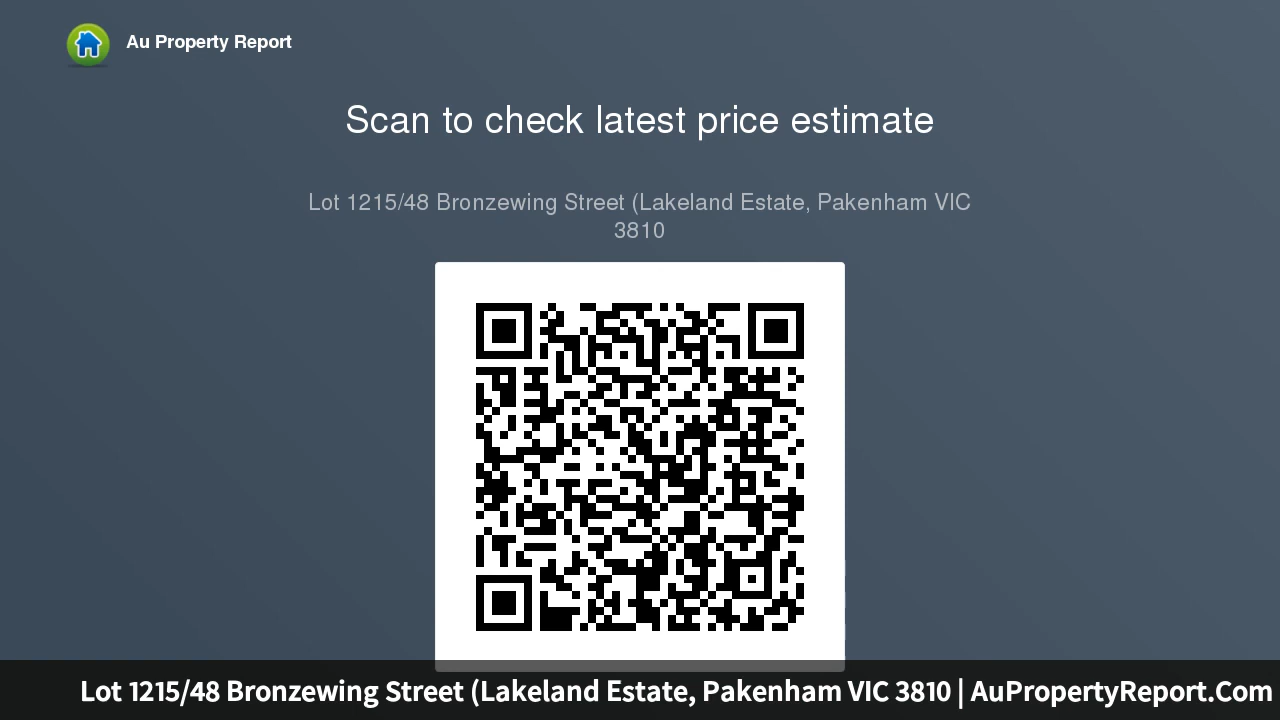 Au Property Report
Scan to check latest price estimate
Lot 1215/48 Bronzewing Street (Lakeland Estate, Pakenham VIC
3810
Lot 1215/48 Bronzewing Street (Lakeland Estate, Pakenham VIC 3810 | AuPropertyReport.Com